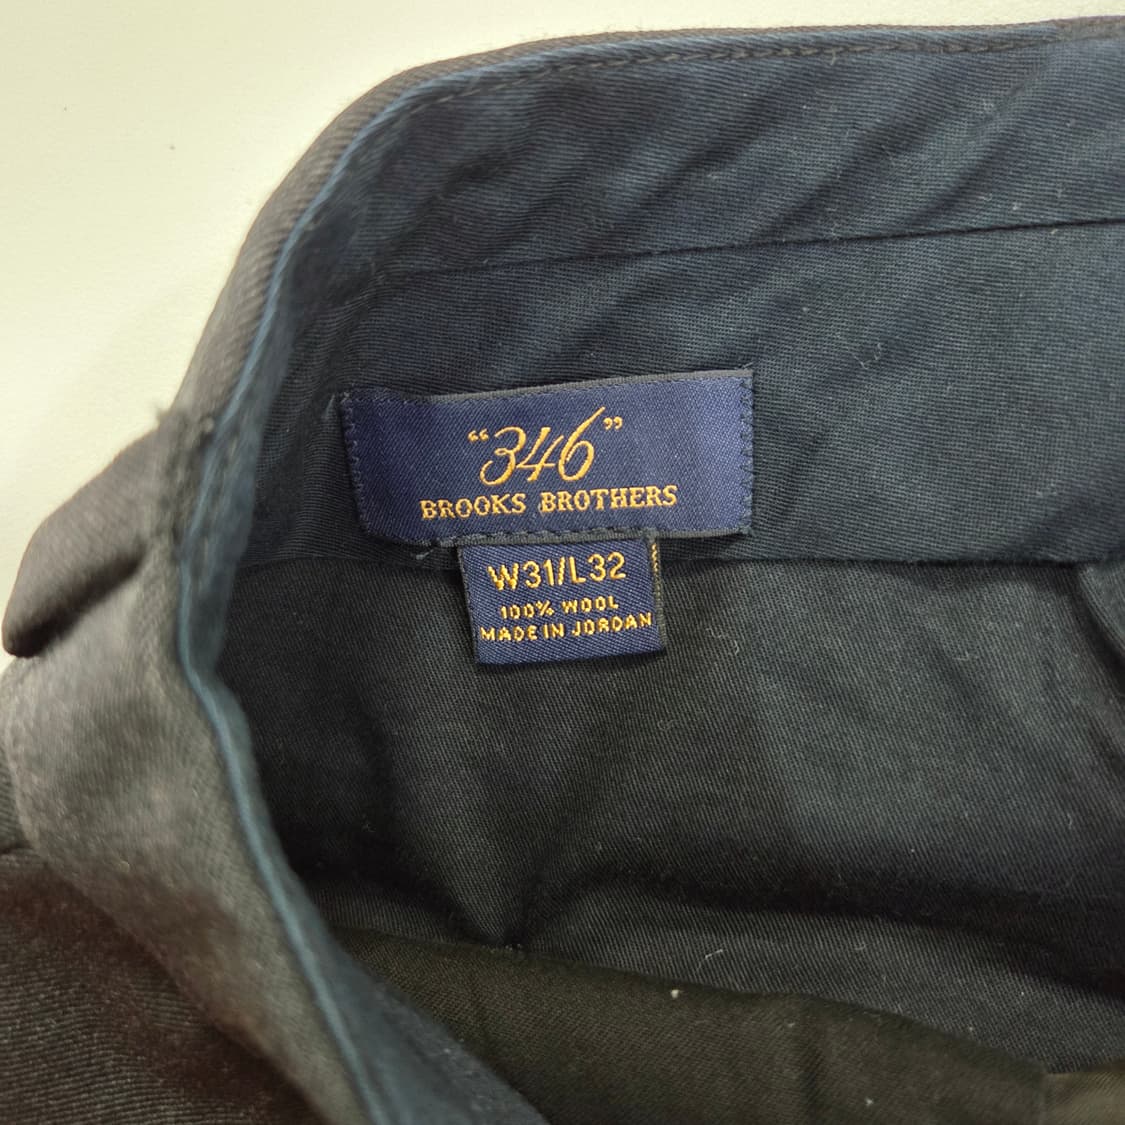 “346”
BROOKS BROTHERS
W31/L32
100% WOOL
MADE IN JORDAN